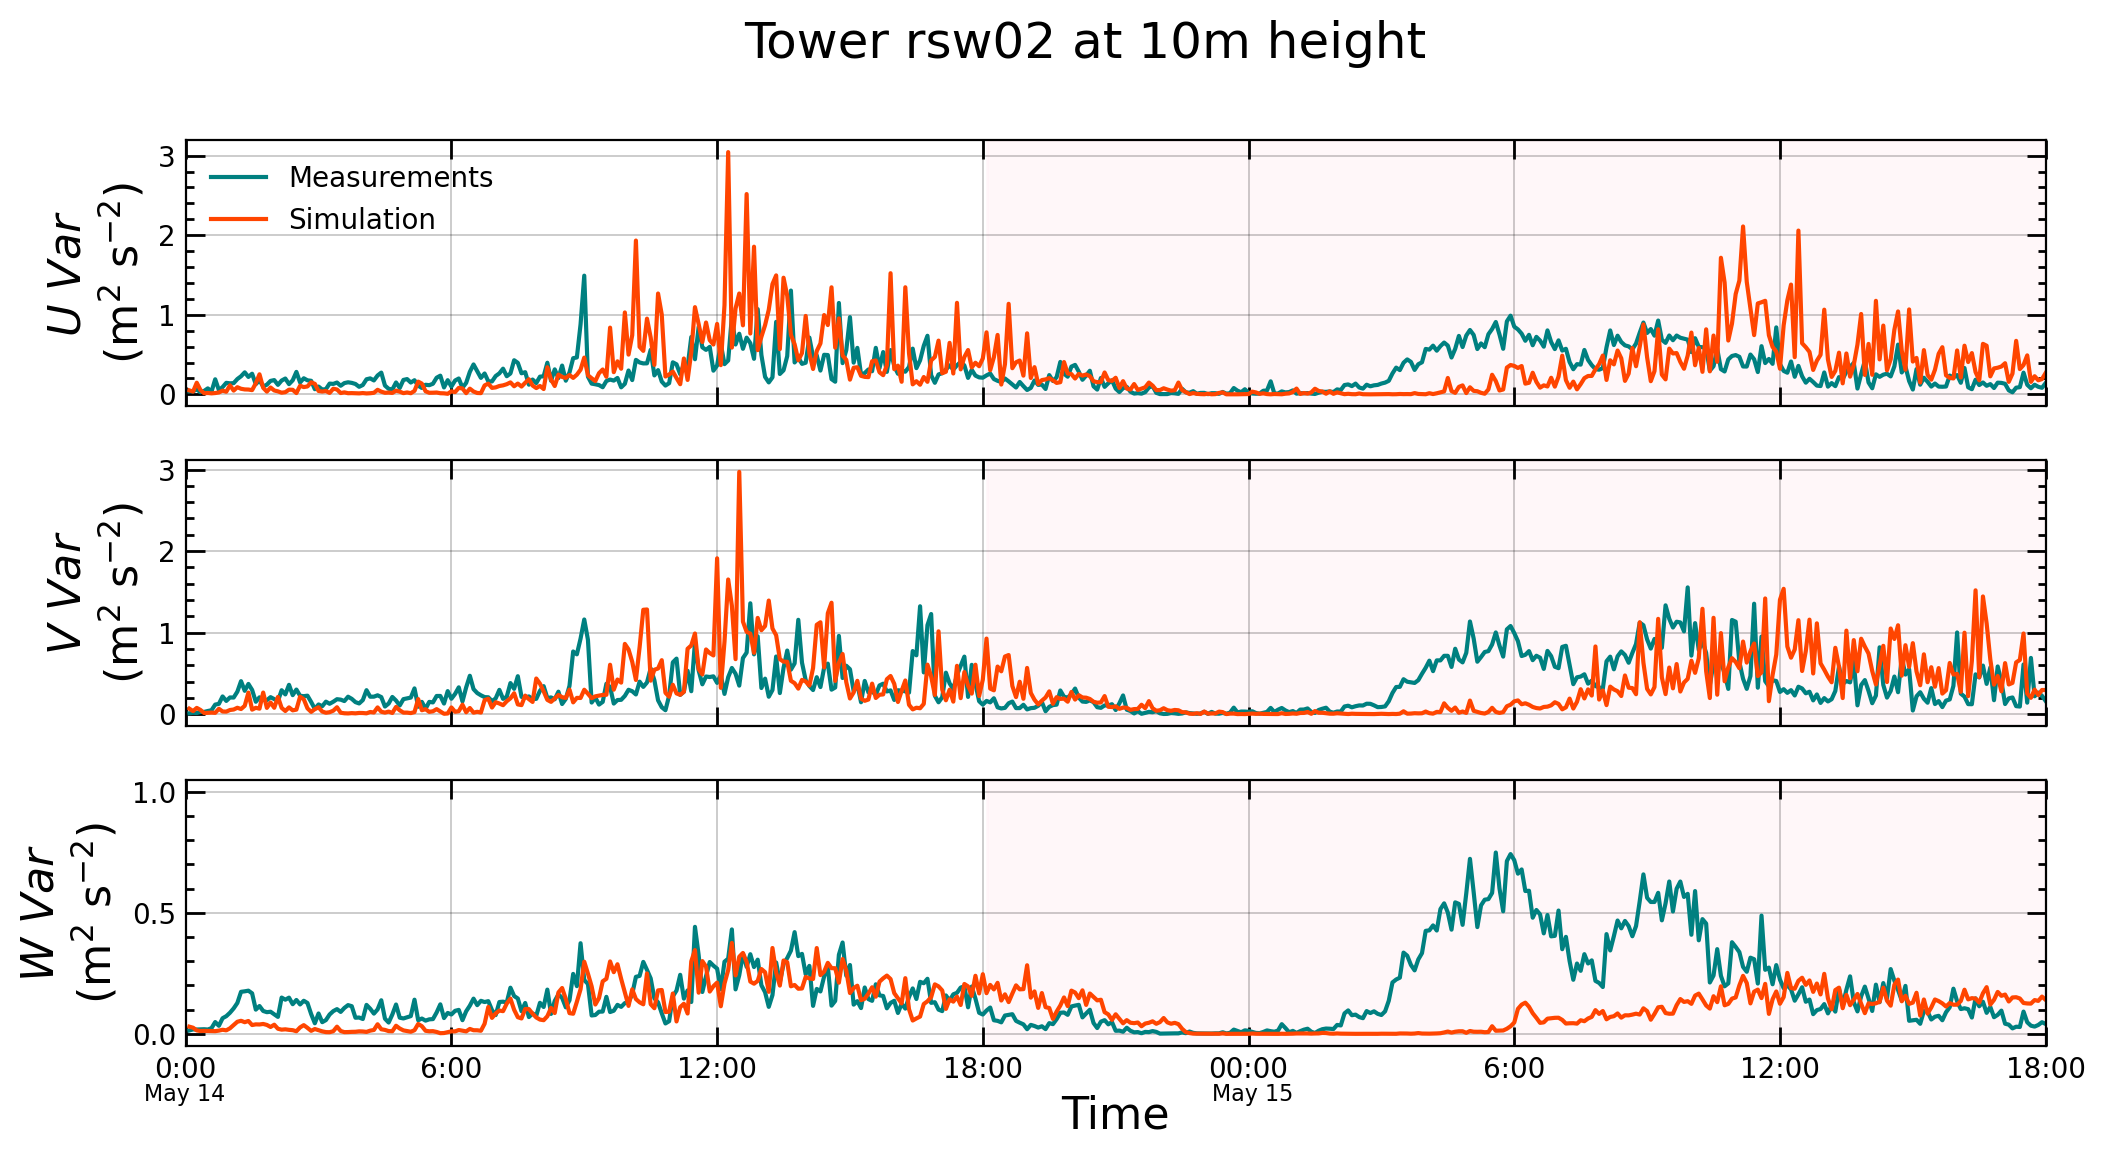 Tower rsw02 at 10m height
U Var
(m² s⁻²)
3
2
1
0
Measurements
Simulation
V Var
(m² s⁻²)
3
2
1
0
W Var
(m² s⁻²)
1.0
0.5
0.0
0:00 6:00 12:00 18:00 00:00 6:00 12:00 18:00
May 14 May 15
Time